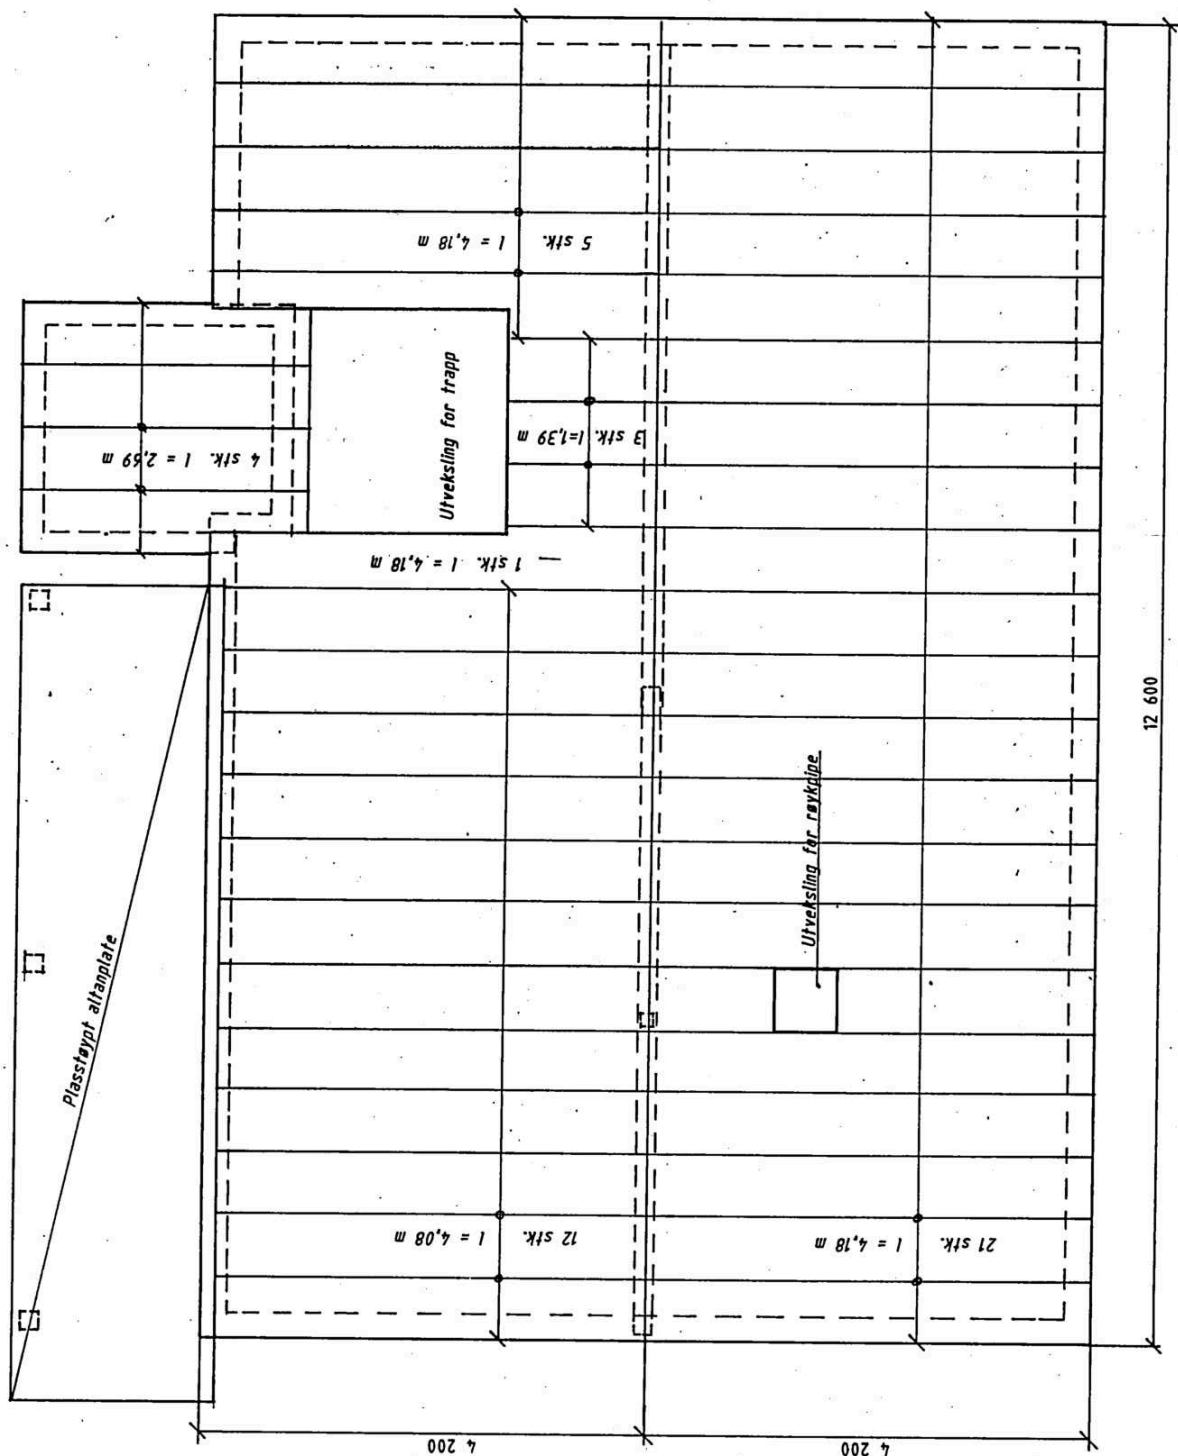 5 stk. l = 4,18 m
4 stk. l = 2,69 m
Utveksling for trapp
3 stk. l=1,39 m
1 stk. l = 4,18 m
Plasstøypt altanplate
Utveksling for røykpipe
12 600
12 stk. l = 4,08 m
21 stk. l = 4,18 m
4 200
4 200